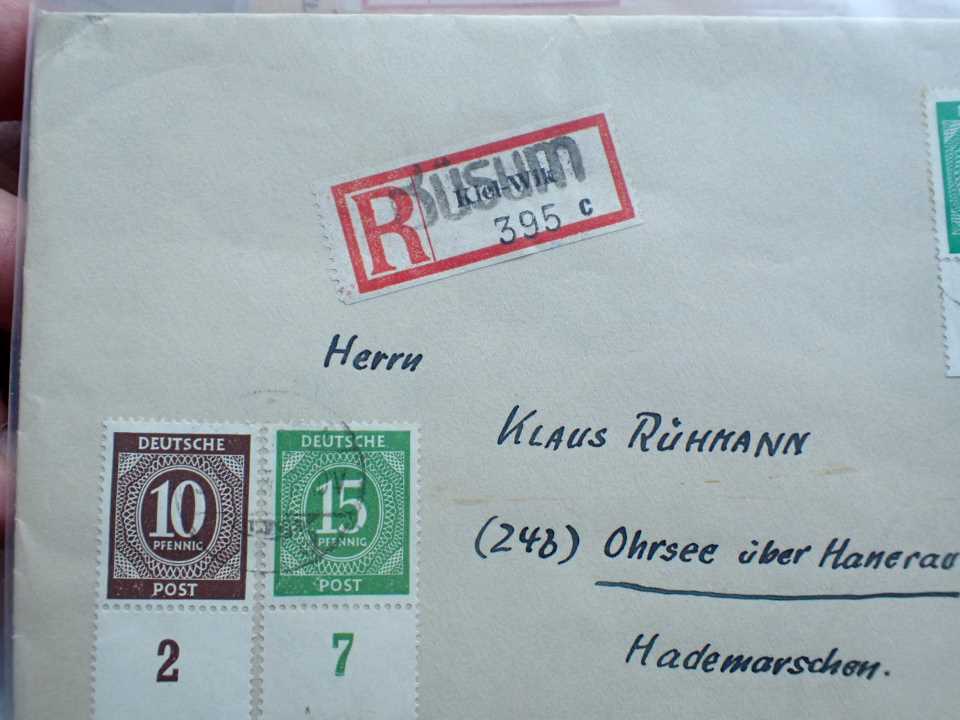 Büsum
R Kiel-Wik
395 c
Herrn
KLAUS RÜHMANN
(24b) Ohrsee über Hanerau
Hademarschen.
DEUTSCHE
10
PFENNIG
POST
2
DEUTSCHE
15
PFENNIG
POST
7